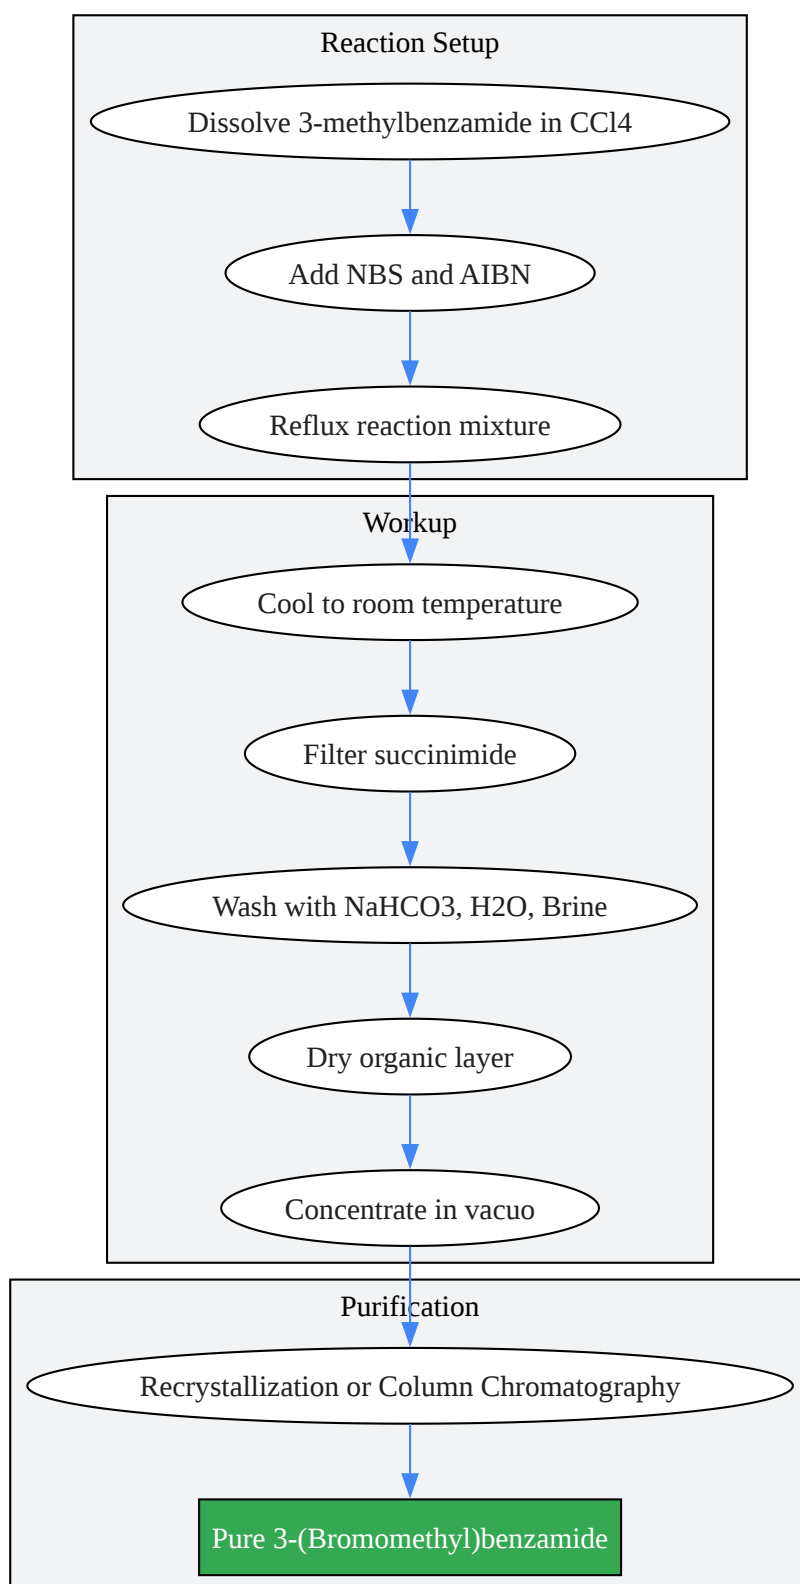 Reaction Setup
Dissolve 3-methylbenzamide in CCl4
Add NBS and AIBN
Reflux reaction mixture
Workup
Cool to room temperature
Filter succinimide
Wash with NaHCO3, H2O, Brine
Dry organic layer
Concentrate in vacuo
Purification
Recrystallization or Column Chromatography
Pure 3-(Bromomethyl)benzamide